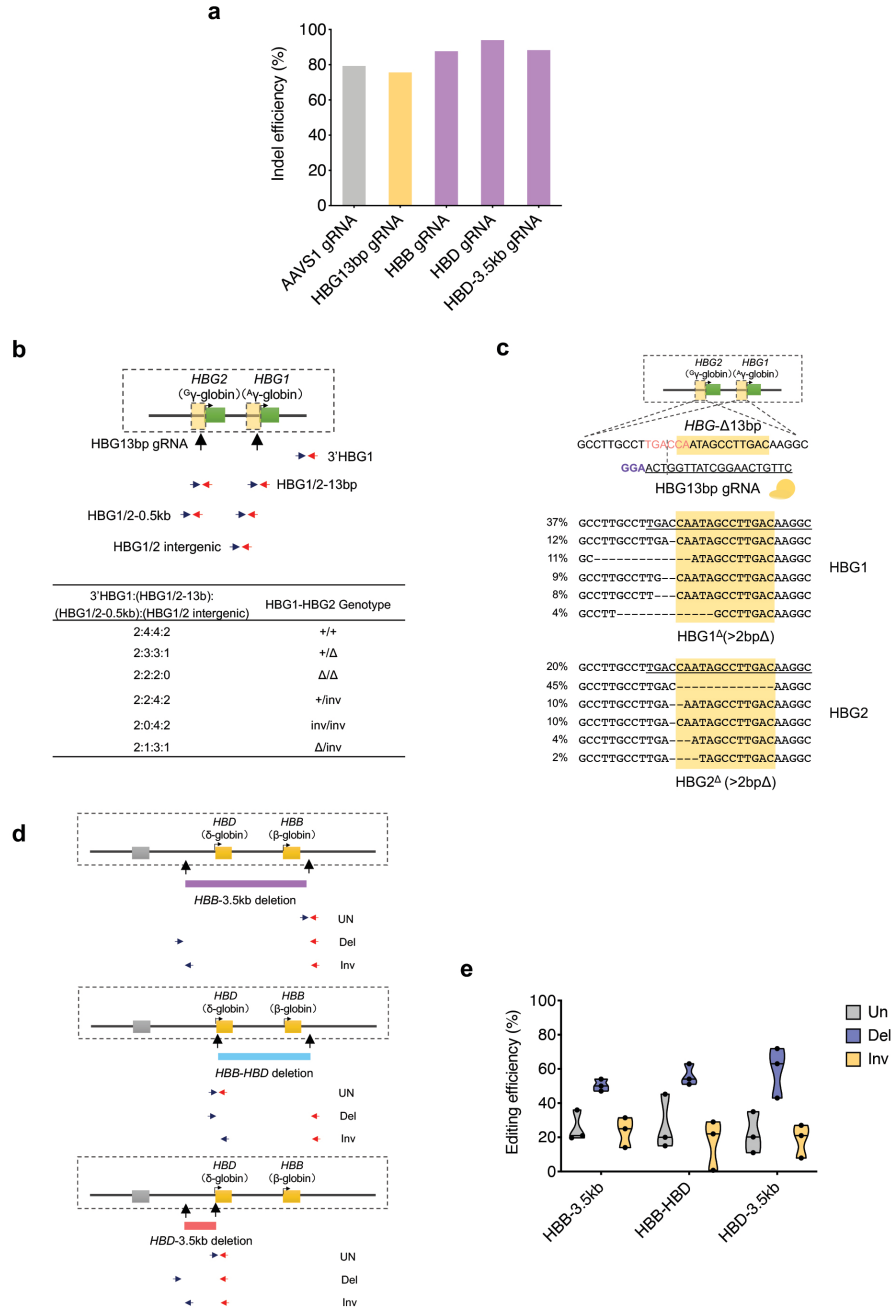 a
Indel efficiency (%)
100
80
60
40
20
0
AAVS1 gRNA
HBG13bp gRNA
HBB gRNA
HBD gRNA
HBD-3.5kb gRNA
b
HBG2 HBG1
(ᴳγ-globin) (ᴬγ-globin)
HBG13bp gRNA
3'HBG1
HBG1/2-13bp
HBG1/2-0.5kb
HBG1/2 intergenic
3'HBG1:(HBG1/2-13b):
(HBG1/2-0.5kb):(HBG1/2 intergenic) HBG1-HBG2 Genotype
2:4:4:2 +/+
2:3:3:1 +/Δ
2:2:2:0 Δ/Δ
2:2:4:2 +/inv
2:0:4:2 inv/inv
2:1:3:1 Δ/inv
c
HBG2 HBG1
(ᴳγ-globin) (ᴬγ-globin)
HBG-Δ13bp
GCCTTGCCTTGACCAATAGCCTTGACAAGGC
GGAACTGGTTATCGGAACTGTTC
HBG13bp gRNA
37% GCCTTGCCTTGACCAATAGCCTTGACAAGGC
12% GCCTTGCCTTGA-CAATAGCCTTGACAAGGC
11% GC-------------ATAGCCTTGACAAGGC
9% GCCTTGCCTTG--CAATAGCCTTGACAAGGC
8% GCCTTGCCTT---CAATAGCCTTGACAAGGC
4% GCCTT-------------GCCTTGACAAGGC
HBG1
HBG1ᐞ(>2bpΔ)
20% GCCTTGCCTTGACCAATAGCCTTGACAAGGC
45% GCCTTGCCTTGAC-------------AAGGC
10% GCCTTGCCTTGA--AATAGCCTTGACAAGGC
10% GCCTTGCCTTGA-CAATAGCCTTGACAAGGC
4% GCCTTGCCTTGA---ATAGCCTTGACAAGGC
2% GCCTTGCCTTGA----TAGCCTTGACAAGGC
HBG2
HBG2ᐞ (>2bpΔ)
d
HBD HBB
(δ-globin) (β-globin)
HBB-3.5kb deletion
UN
Del
Inv
HBD HBB
(δ-globin) (β-globin)
HBB-HBD deletion
UN
Del
Inv
HBD HBB
(δ-globin) (β-globin)
HBD-3.5kb deletion
UN
Del
Inv
e
Editing efficiency (%)
100
80
60
40
20
0
HBB-3.5kb
HBB-HBD
HBD-3.5kb
Un
Del
Inv